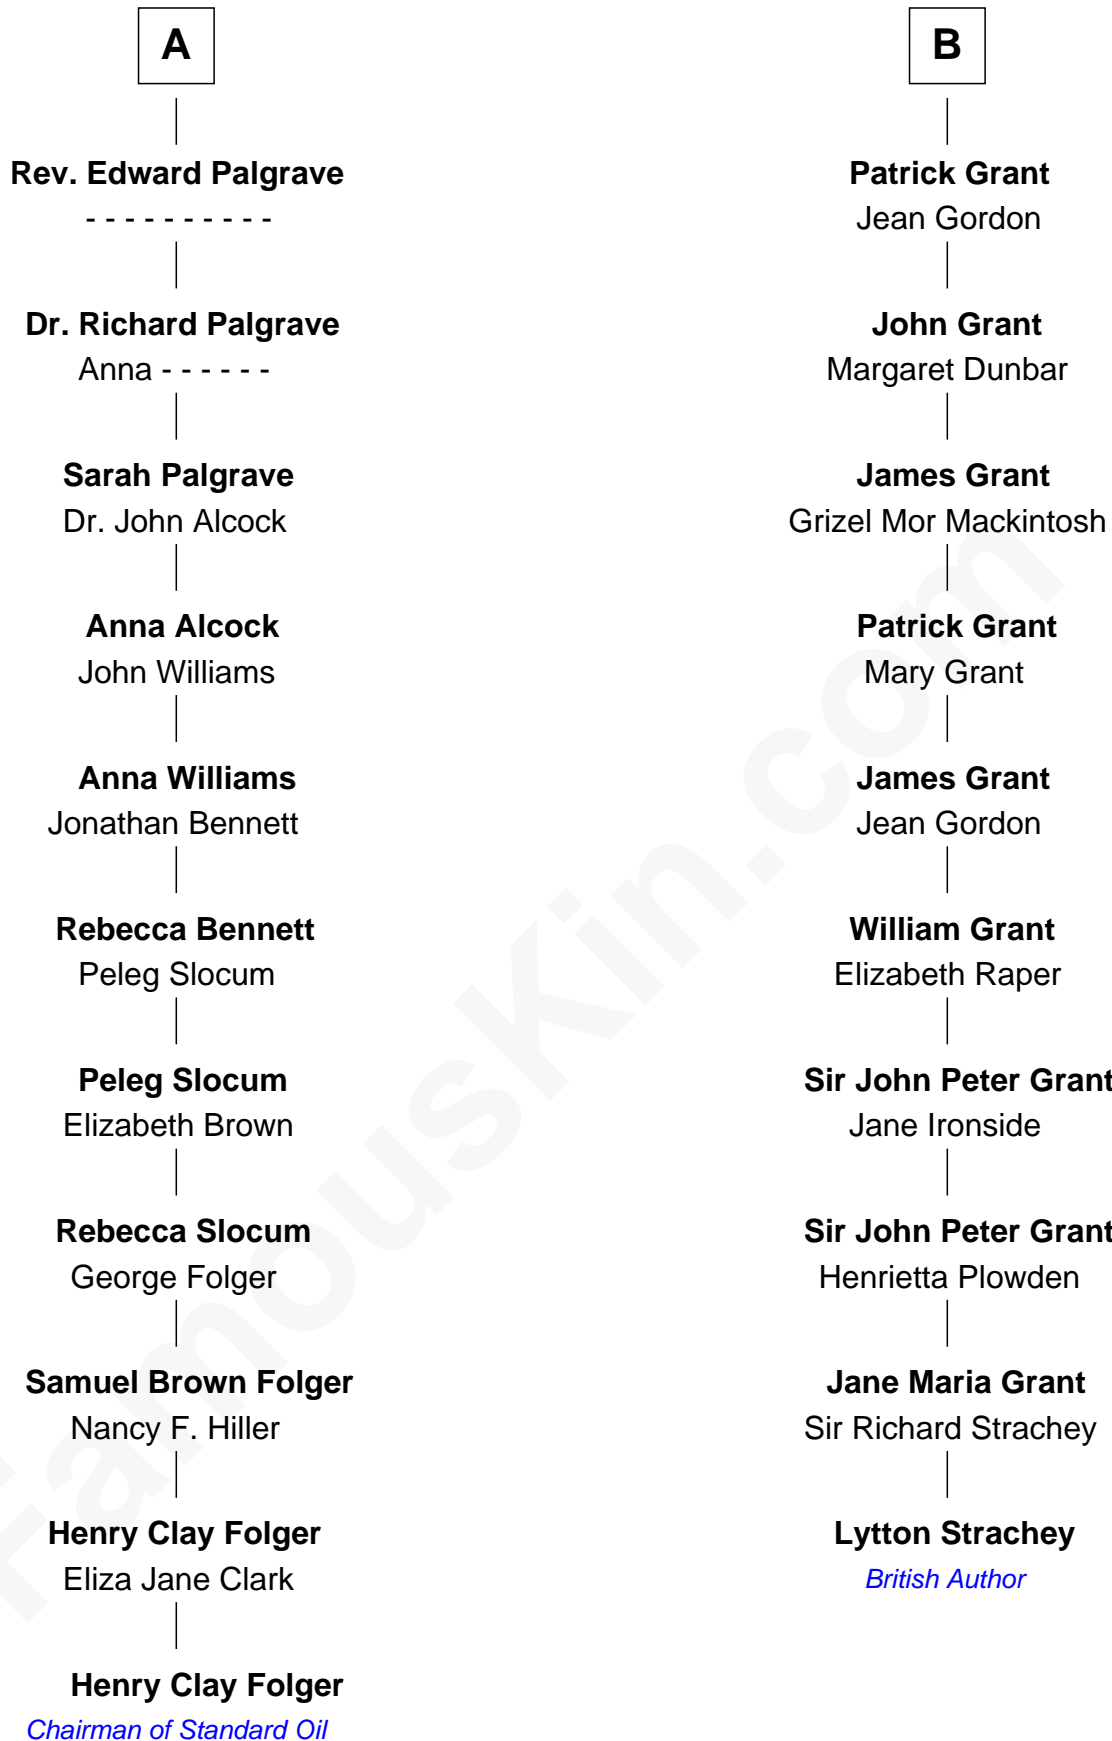 A
Rev. Edward Palgrave
- - - - - - - - - -
Dr. Richard Palgrave
Anna - - - - - -
Sarah Palgrave
Dr. John Alcock
Anna Alcock
John Williams
Anna Williams
Jonathan Bennett
Rebecca Bennett
Peleg Slocum
Peleg Slocum
Elizabeth Brown
Rebecca Slocum
George Folger
Samuel Brown Folger
Nancy F. Hiller
Henry Clay Folger
Eliza Jane Clark
Henry Clay Folger
Chairman of Standard Oil
B
Patrick Grant
Jean Gordon
John Grant
Margaret Dunbar
James Grant
Grizel Mor Mackintosh
Patrick Grant
Mary Grant
James Grant
Jean Gordon
William Grant
Elizabeth Raper
Sir John Peter Grant
Jane Ironside
Sir John Peter Grant
Henrietta Plowden
Jane Maria Grant
Sir Richard Strachey
Lytton Strachey
British Author
FamousKin.com